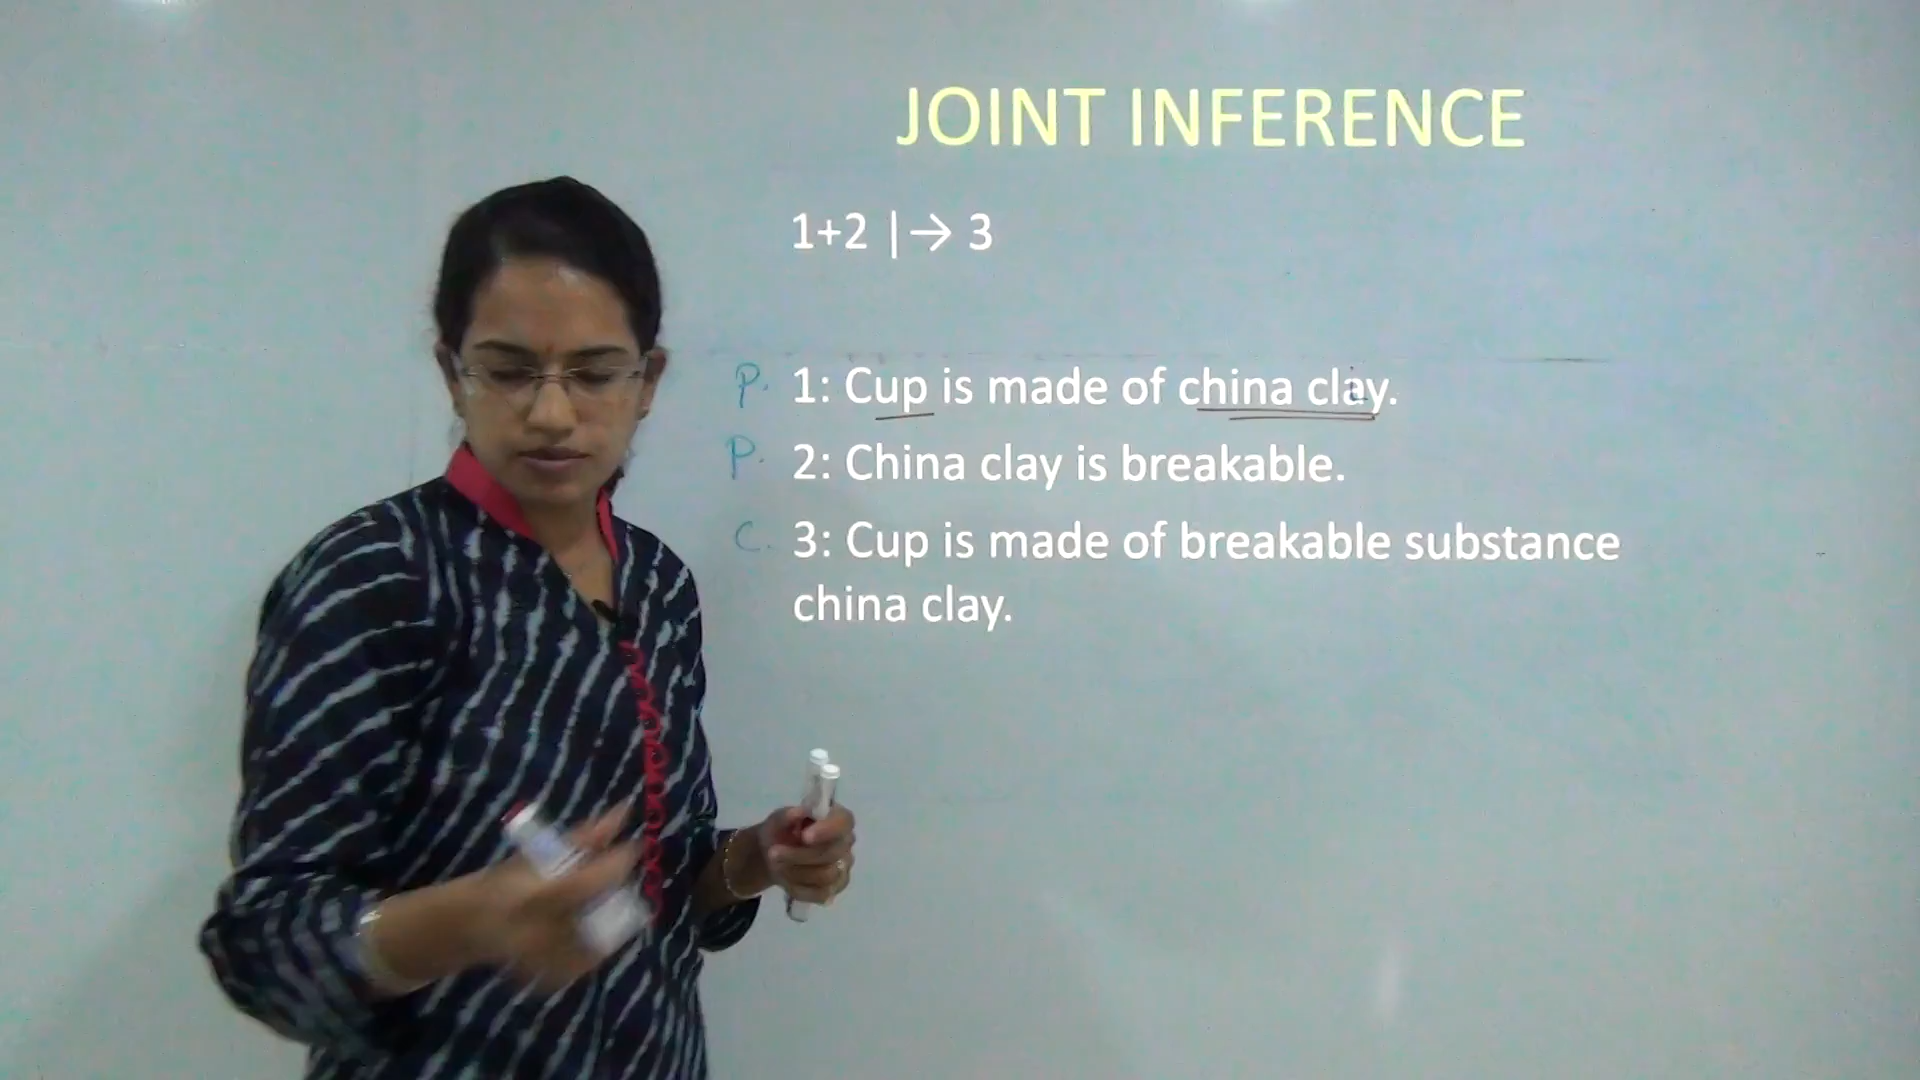 JOINT INFERENCE
1+2 |→ 3
P. 1: Cup is made of china clay.
P. 2: China clay is breakable.
C. 3: Cup is made of breakable substance
china clay.